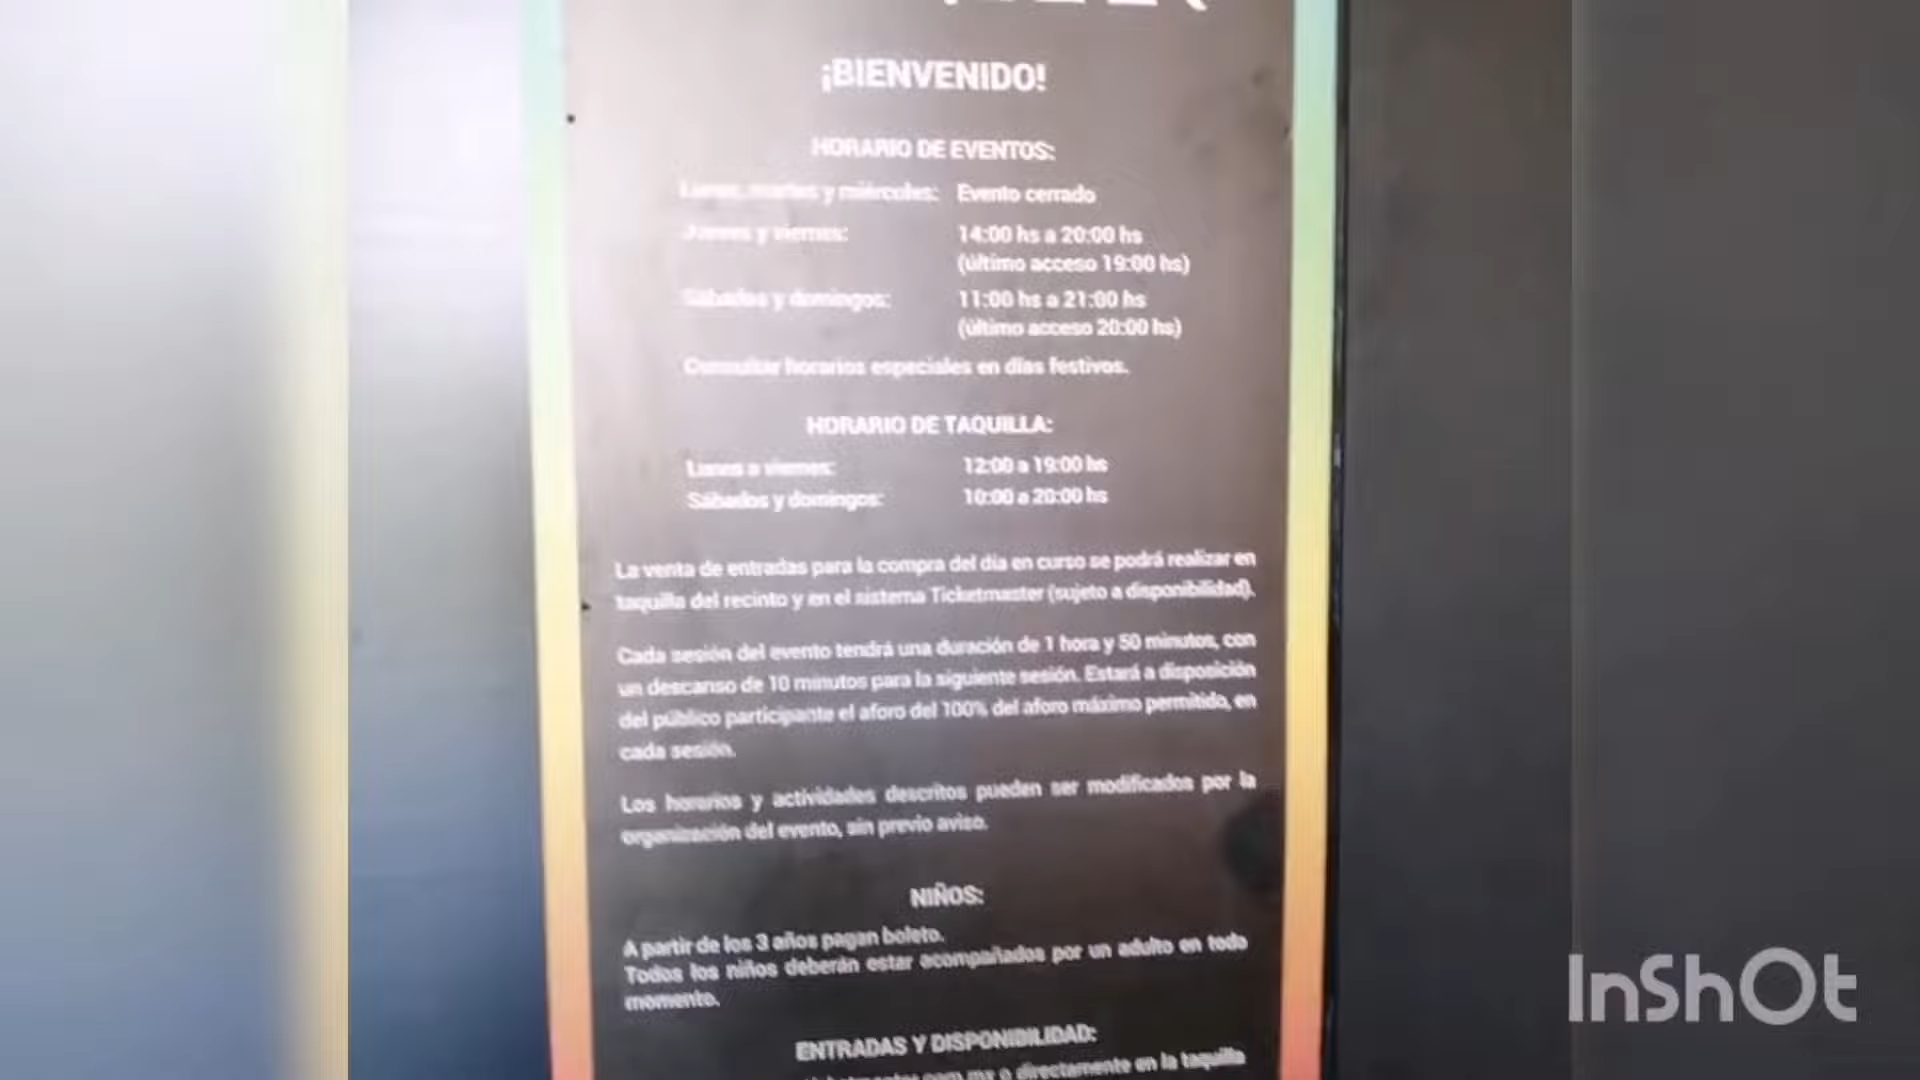 ¡BIENVENIDO!
HORARIO DE EVENTOS:
Lunes, martes y miércoles: Evento cerrado
Jueves y viernes: 14:00 hs a 20:00 hs
(último acceso 19:00 hs)
Sábados y domingos: 11:00 hs a 21:00 hs
(último acceso 20:00 hs)
Consultar horarios especiales en días festivos.
HORARIO DE TAQUILLA:
Lunes a viernes: 12:00 a 19:00 hs
Sábados y domingos: 10:00 a 20:00 hs
La venta de entradas para la compra del día en curso se podrá realizar en
taquilla del recinto y en el sistema Ticketmaster (sujeto a disponibilidad).
Cada sesión del evento tendrá una duración de 1 hora y 50 minutos, con
un descanso de 10 minutos para la siguiente sesión. Estará a disposición
del público participante el aforo del 100% del aforo máximo permitido, en
cada sesión.
Los horarios y actividades descritos pueden ser modificados por la
organización del evento, sin previo aviso.
NIÑOS:
A partir de los 3 años pagan boleto.
Todos los niños deberán estar acompañados por un adulto en todo
momento.
ENTRADAS Y DISPONIBILIDAD:
o directamente en la taquilla
InShOt